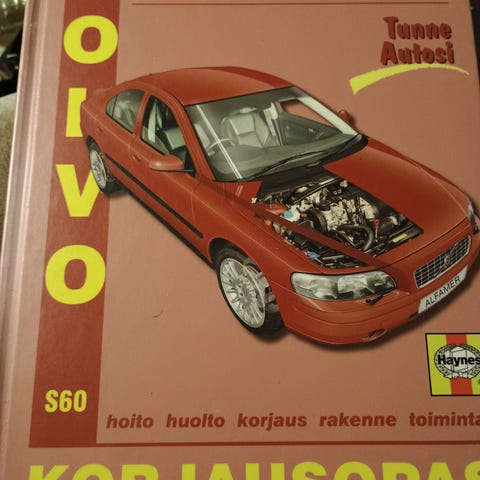 Tunne
Autosi
O
L
V
O
ALFAMER
Haynes
S60
hoito huolto korjaus rakenne toiminta
KORJAUSOPAS